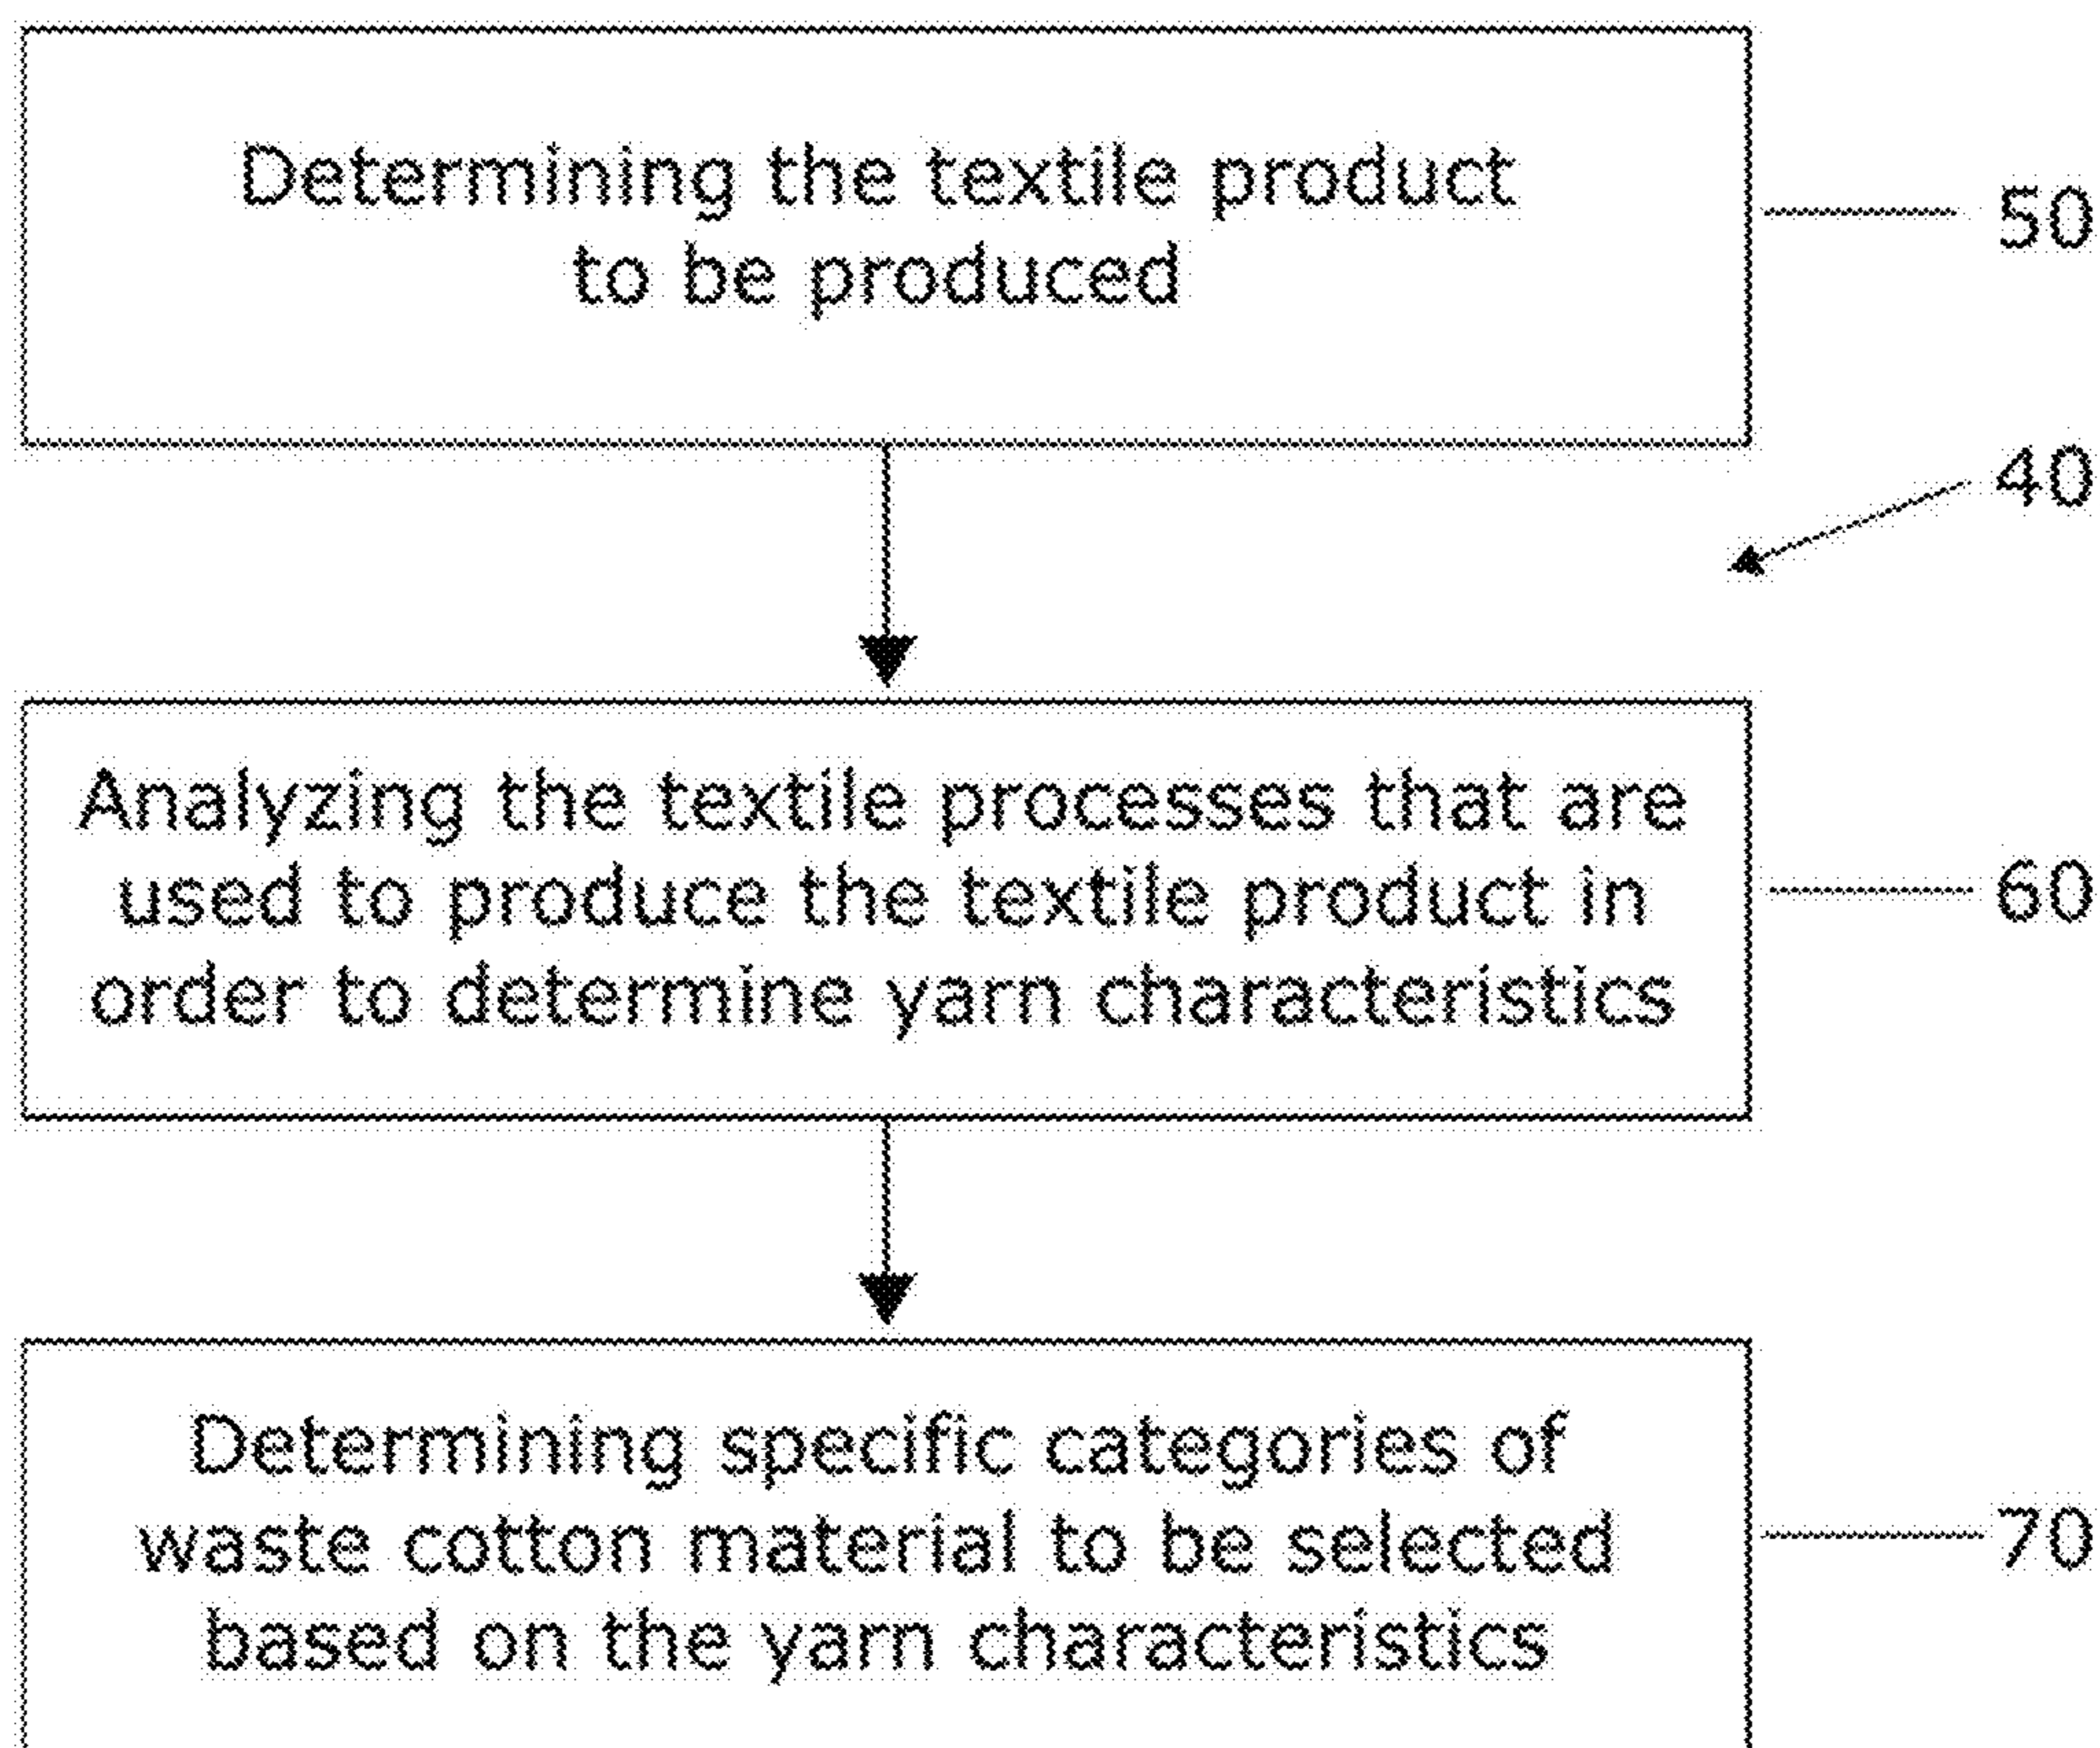 Determining the textile product
to be produced
50
40
Analyzing the textile processes that are
used to produce the textile product in
order to determine yarn characteristics
60
Determining specific categories of
waste cotton material to be selected
based on the yarn characteristics
70